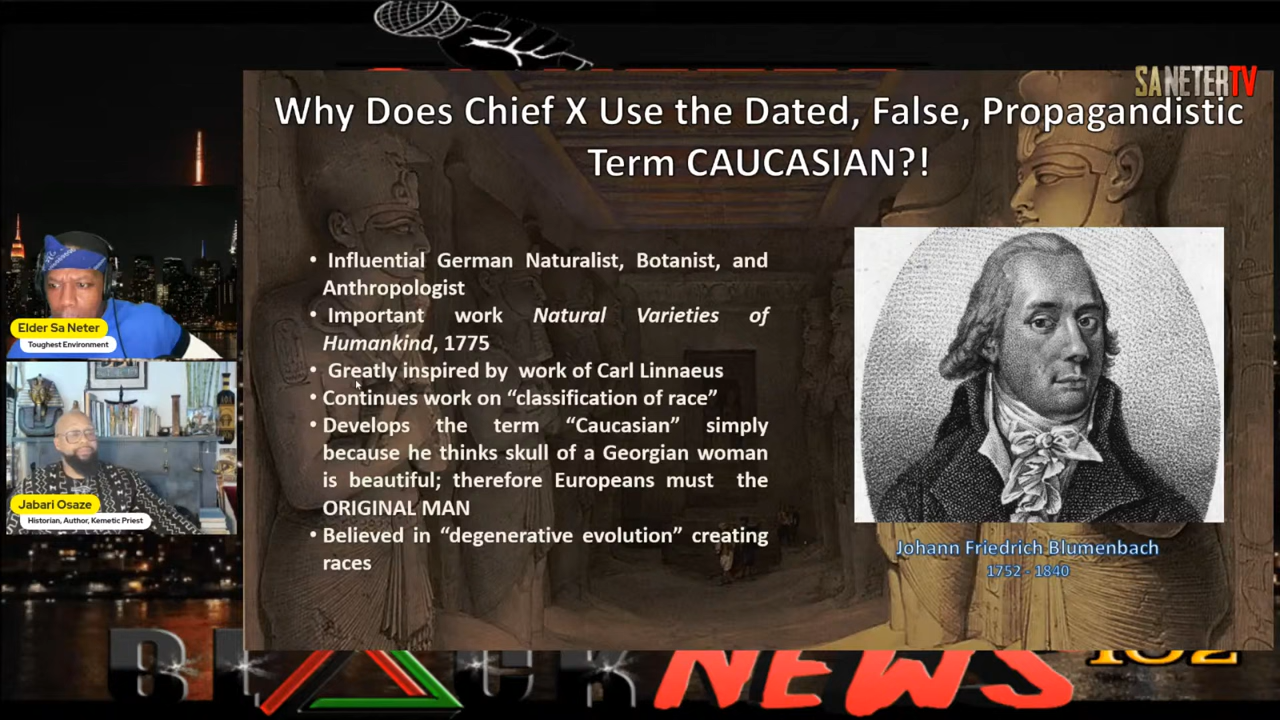 SANETERTV
Why Does Chief X Use the Dated, False, Propagandistic
Term CAUCASIAN?!
• Influential German Naturalist, Botanist, and
Anthropologist
• Important work Natural Varieties of
Humankind, 1775
• Greatly inspired by work of Carl Linnaeus
• Continues work on “classification of race”
• Develops the term “Caucasian” simply
because he thinks skull of a Georgian woman
is beautiful; therefore Europeans must the
ORIGINAL MAN
• Believed in “degenerative evolution” creating
races
Johann Friedrich Blumenbach
1752 - 1840
Elder Sa Neter
Toughest Environment
Jabari Osaze
Historian, Author, Kemetic Priest
BLACK
NEWS
102